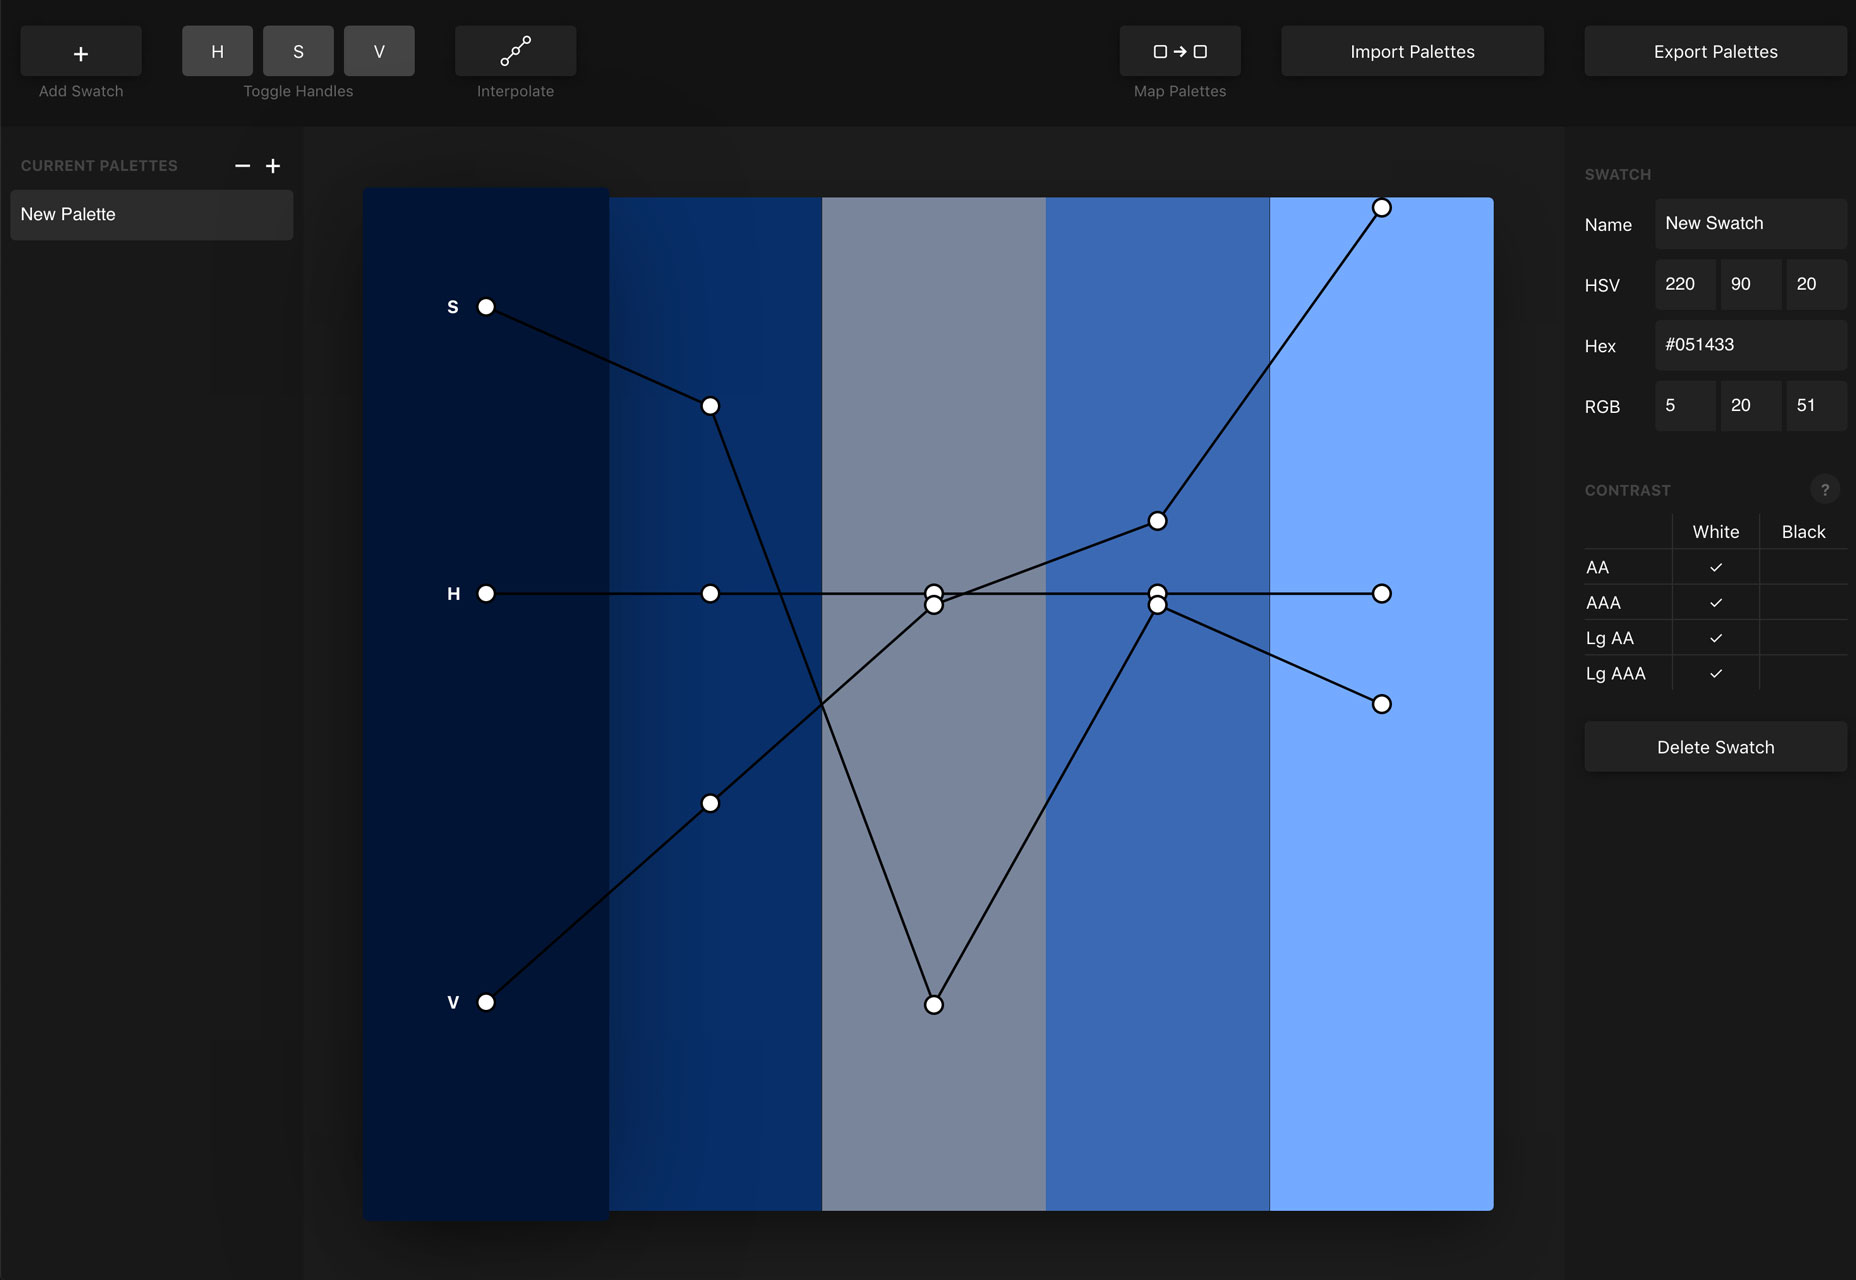 +
H S V
Import Palettes
Export Palettes
Add Swatch
Toggle Handles
Interpolate
Map Palettes
CURRENT PALETTES − +
New Palette
S
H
V
SWATCH
Name New Swatch
HSV 220 90 20
Hex #051433
RGB 5 20 51
CONTRAST ?
White Black
AA ✓
AAA ✓
Lg AA ✓
Lg AAA ✓
Delete Swatch